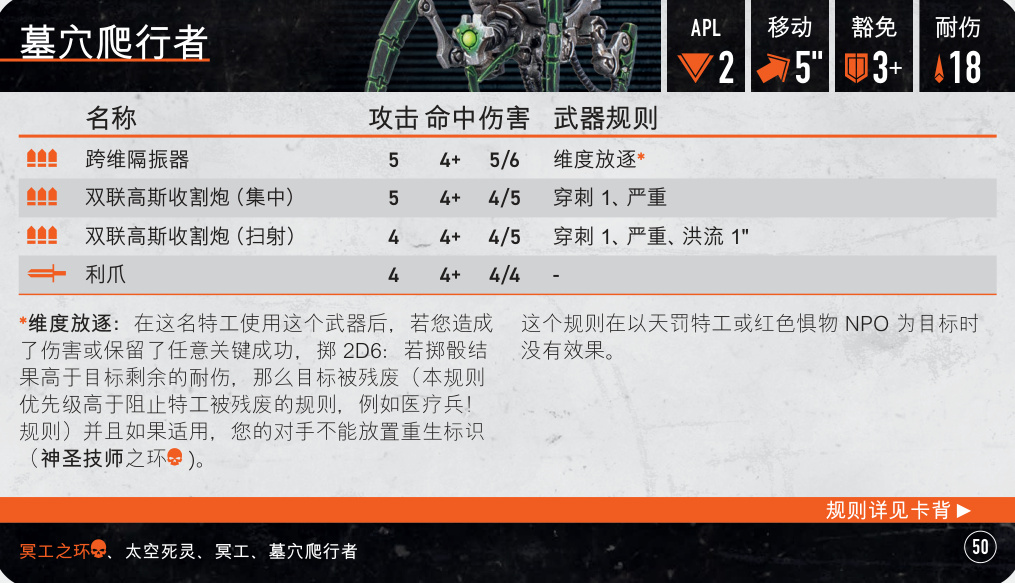 墓穴爬行者
APL 2
移动 5"
豁免 3+
耐伤 18
名称 攻击 命中 伤害 武器规则
跨维隔振器 5 4+ 5/6 维度放逐*
双联高斯收割炮（集中） 5 4+ 4/5 穿刺 1、严重
双联高斯收割炮（扫射） 4 4+ 4/5 穿刺 1、严重、洪流 1"
利爪 4 4+ 4/4 -
*维度放逐：在这名特工使用这个武器后，若您造成
了伤害或保留了任意关键成功，掷 2D6：若掷骰结
果高于目标剩余的耐伤，那么目标被残废（本规则
优先级高于阻止特工被残废的规则，例如医疗兵！
规则）并且如果适用，您的对手不能放置重生标识
（神圣技师之环）。
这个规则在以天罚特工或红色惧物 NPO 为目标时
没有效果。
规则详见卡背▶
冥工之环、太空死灵、冥工、墓穴爬行者
50